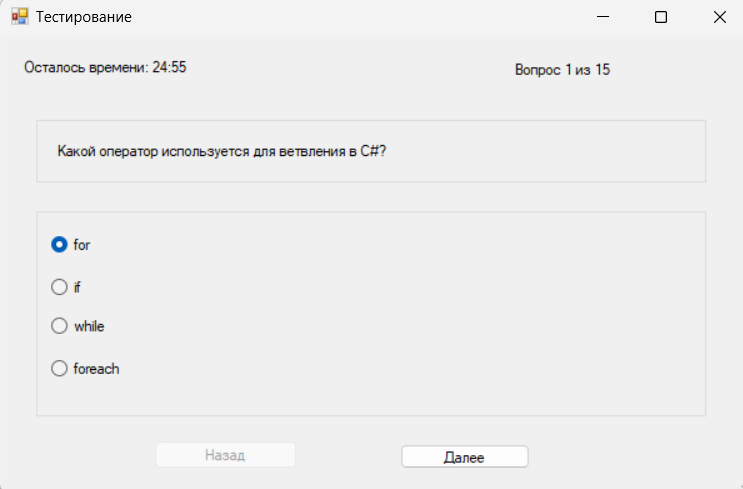 Тестирование
Осталось времени: 24:55
Вопрос 1 из 15
Какой оператор используется для ветвления в C#?
for
if
while
foreach
Назад
Далее